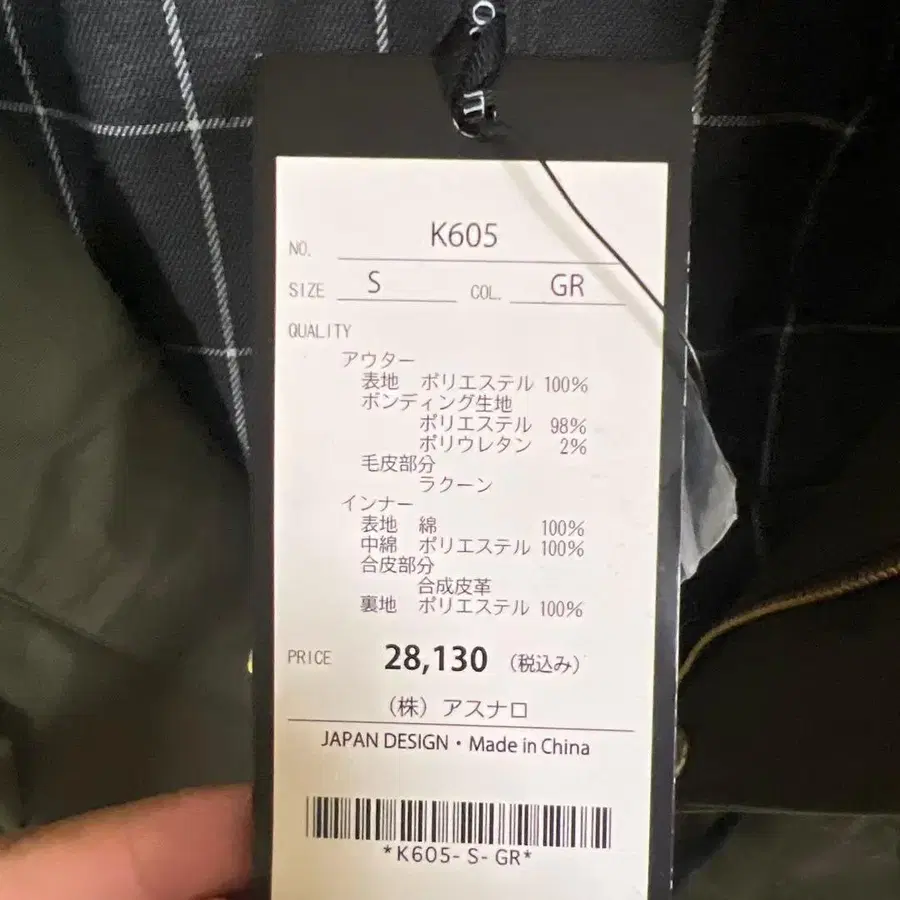 NO. K605
SIZE S COL. GR
QUALITY
アウター
表地 ポリエステル 100%
ボンディング生地
ポリエステル 98%
ポリウレタン 2%
毛皮部分
ラクーン
インナー
表地 綿 100%
中綿 ポリエステル 100%
合皮部分
合成皮革
裏地 ポリエステル 100%
PRICE 28,130 (税込み)
(株) アスナロ
JAPAN DESIGN・Made in China
*K605-S-GR*